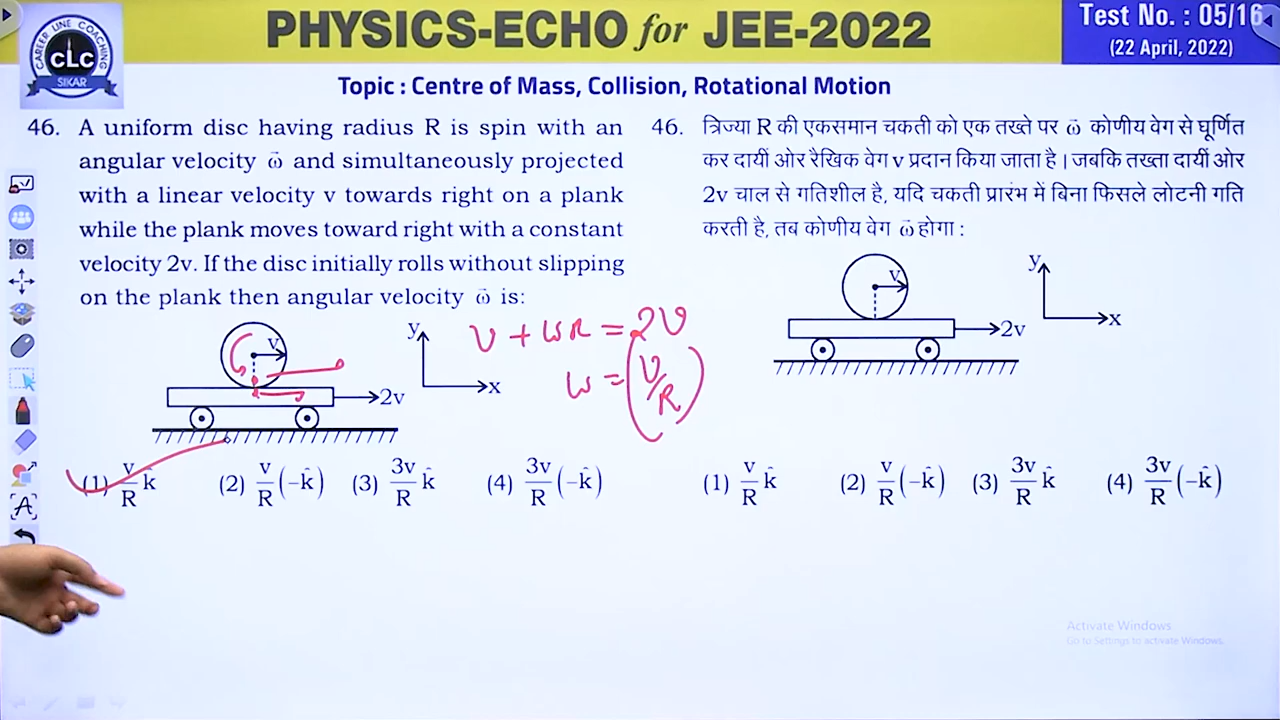 PHYSICS-ECHO for JEE-2022
Test No. : 05/16
(22 April, 2022)
CAREER LINE COACHING
CLC
SIKAR
Topic : Centre of Mass, Collision, Rotational Motion
46. A uniform disc having radius R is spin with an
angular velocity ω⃗ and simultaneously projected
with a linear velocity v towards right on a plank
while the plank moves toward right with a constant
velocity 2v. If the disc initially rolls without slipping
on the plank then angular velocity ω⃗ is:
v
2v
y
x
v + ωR = 2v
ω = (v/R)
(1) v/R k̂ (2) v/R (−k̂) (3) 3v/R k̂ (4) 3v/R (−k̂)
46. त्रिज्या R की एकसमान चकती को एक तख्ते पर ω⃗ कोणीय वेग से घूर्णित
कर दायीं ओर रैखिक वेग v प्रदान किया जाता है। जबकि तख्ता दायीं ओर
2v चाल से गतिशील है, यदि चकती प्रारंभ में बिना फिसले लोटनी गति
करती है, तब कोणीय वेग ω⃗ होगा :
v
2v
y
x
(1) v/R k̂ (2) v/R (−k̂) (3) 3v/R k̂ (4) 3v/R (−k̂)
A
Activate Windows
Go to Settings to activate Windows.